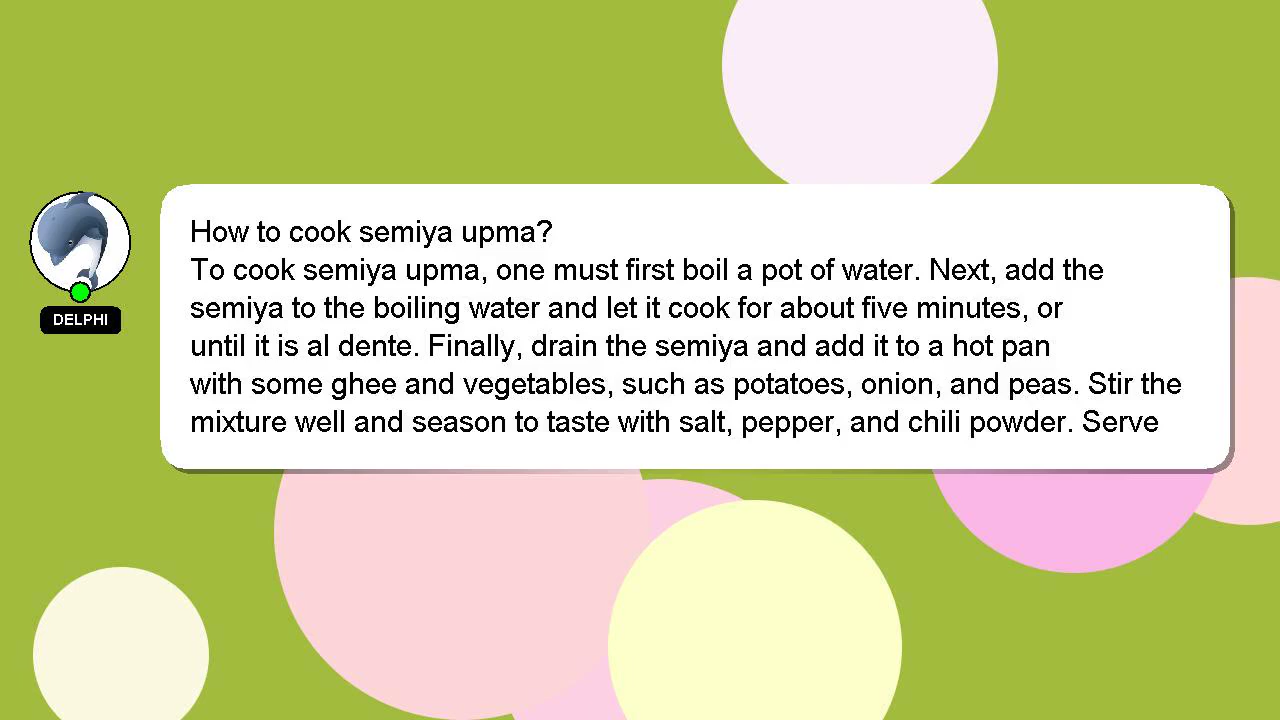 DELPHI
How to cook semiya upma?
To cook semiya upma, one must first boil a pot of water. Next, add the
semiya to the boiling water and let it cook for about five minutes, or
until it is al dente. Finally, drain the semiya and add it to a hot pan
with some ghee and vegetables, such as potatoes, onion, and peas. Stir the
mixture well and season to taste with salt, pepper, and chili powder. Serve